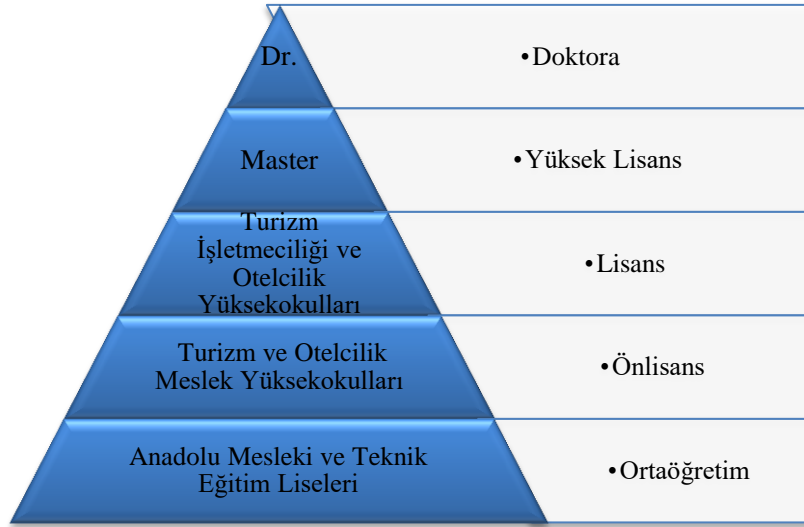 Dr.
•Doktora
Master
•Yüksek Lisans
Turizm
İşletmeciliği ve
Otelcilik
Yüksekokulları
•Lisans
Turizm ve Otelcilik
Meslek Yüksekokulları
•Önlisans
Anadolu Mesleki ve Teknik
Eğitim Liseleri
•Ortaöğretim